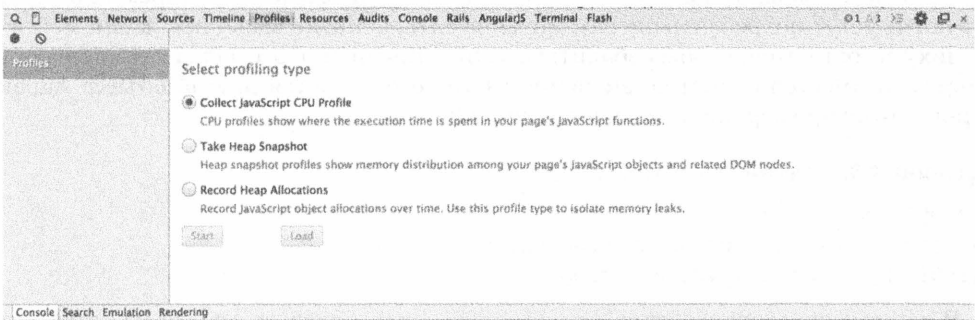 Elements Network Sources Timeline Profiles Resources Audits Console Rails AngularJS Terminal Flash
Profiles
Select profiling type
Collect JavaScript CPU Profile
CPU profiles show where the execution time is spent in your page's JavaScript functions.
Take Heap Snapshot
Heap snapshot profiles show memory distribution among your page's JavaScript objects and related DOM nodes.
Record Heap Allocations
Record JavaScript object allocations over time. Use this profile type to isolate memory leaks.
Start Load
Console Search Emulation Rendering